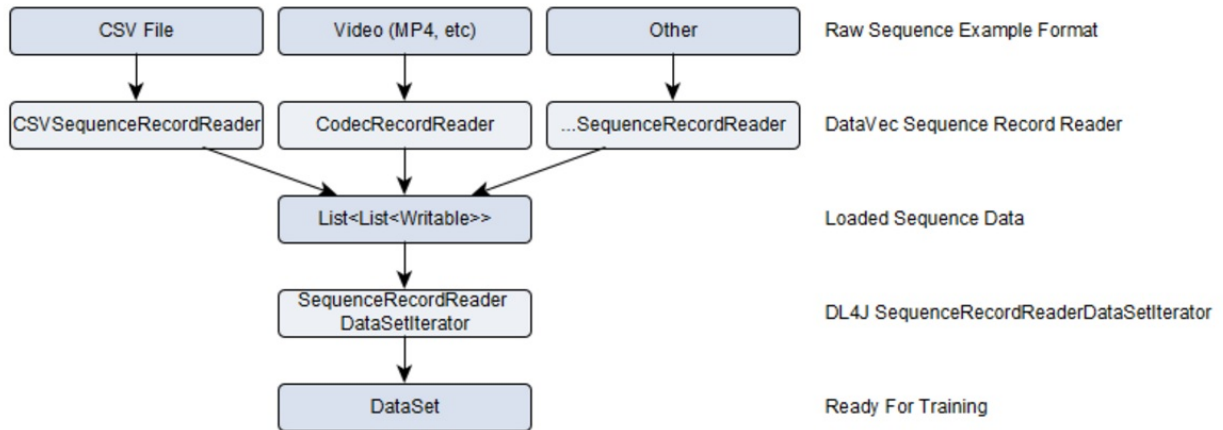 CSV File
Video (MP4, etc)
Other
Raw Sequence Example Format
CSVSequenceRecordReader
CodecRecordReader
...SequenceRecordReader
DataVec Sequence Record Reader
List<List<Writable>>
Loaded Sequence Data
SequenceRecordReader
DataSetIterator
DL4J SequenceRecordReaderDataSetIterator
DataSet
Ready For Training